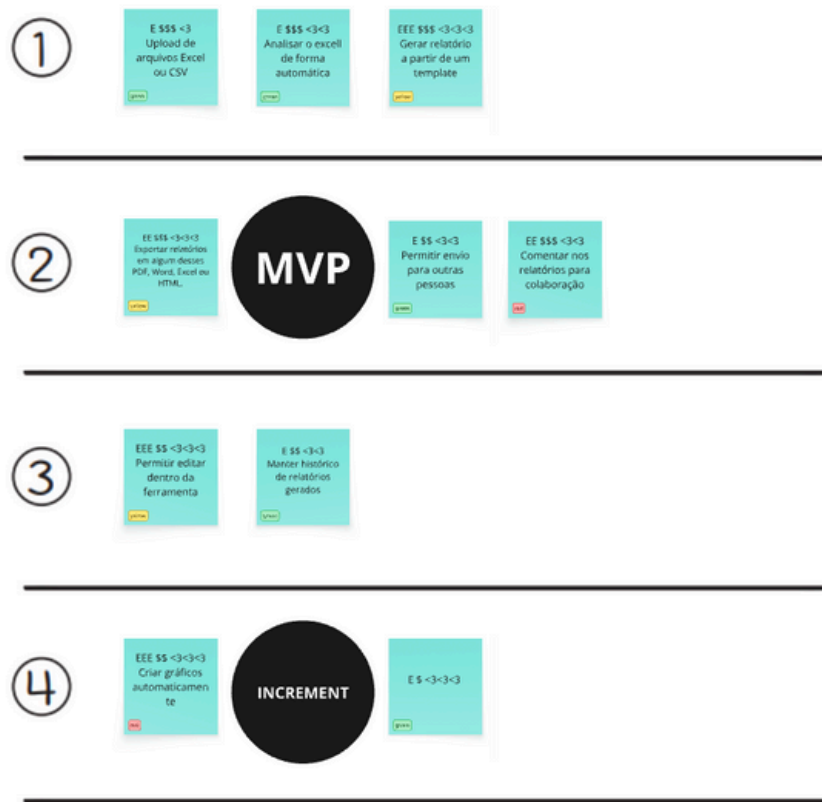 1
E $$$ <3
Upload de
arquivos Excel
ou CSV
green
E $$$ <3<3
Analisar o excell
de forma
automática
green
EEE $$$ <3<3<3
Gerar relatório
a partir de um
template
yellow
2
EE $$$ <3<3<3
Exportar relatórios
em algum desses
PDF, Word, Excel ou
HTML.
yellow
MVP
E $$ <3<3
Permitir envio
para outras
pessoas
green
EE $$$ <3<3
Comentar nos
relatórios para
colaboração
red
3
EEE $$ <3<3<3
Permitir editar
dentro da
ferramenta
yellow
E $$ <3<3
Manter histórico
de relatórios
gerados
green
4
EEE $$ <3<3<3
Criar gráficos
automaticamen
te
red
INCREMENT
E $ <3<3<3
green